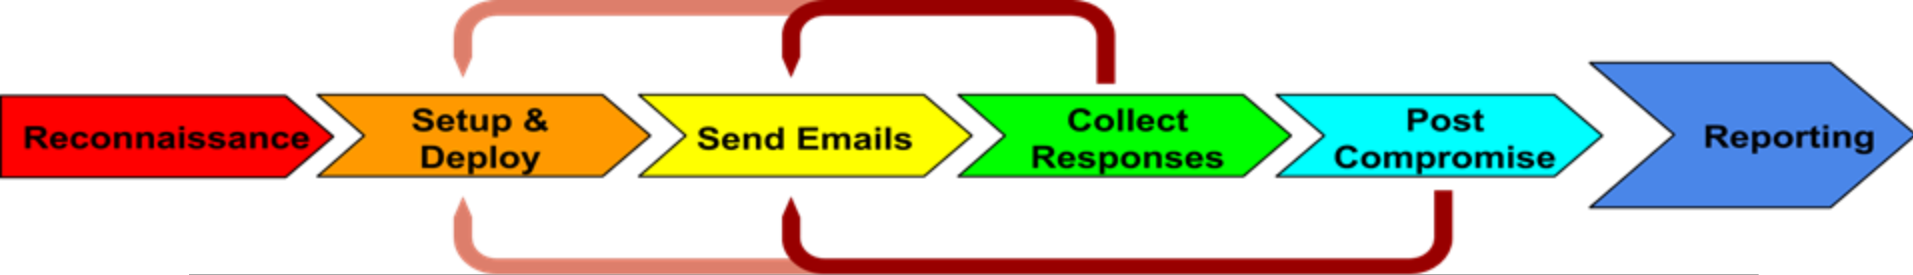 Reconnaissance
Setup &
Deploy
Send Emails
Collect
Responses
Post
Compromise
Reporting